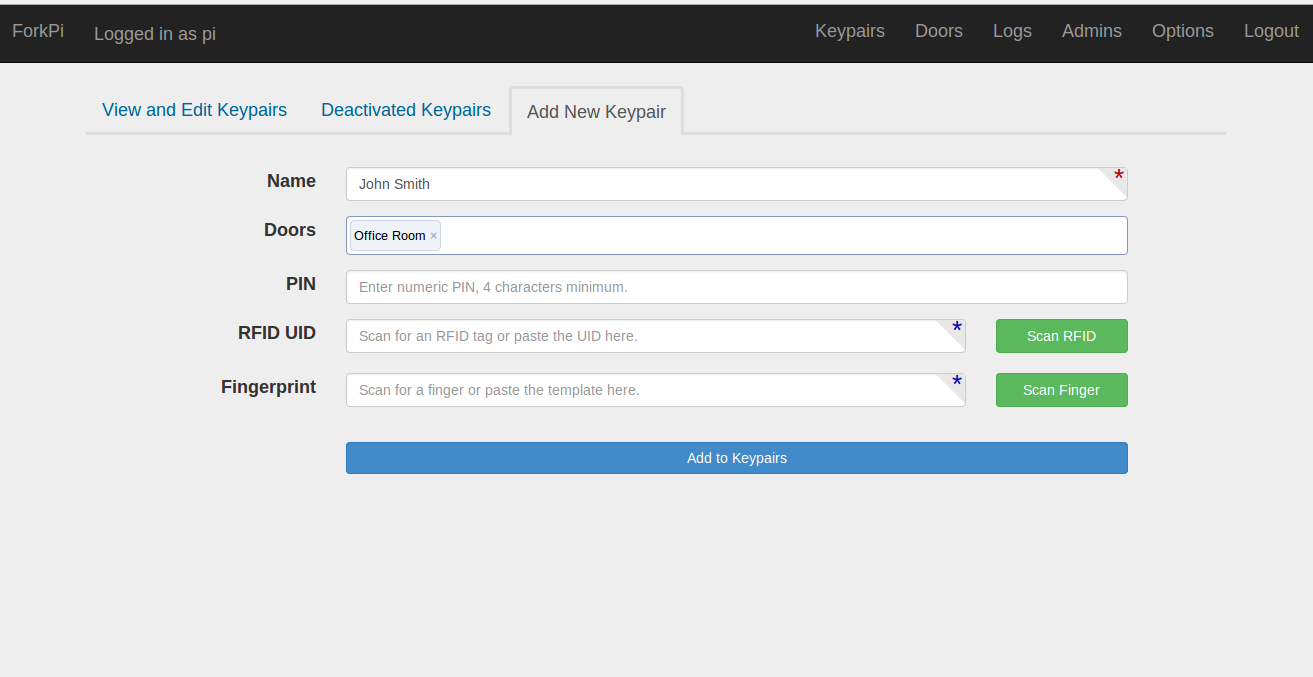 ForkPi Logged in as pi Keypairs Doors Logs Admins Options Logout
View and Edit Keypairs Deactivated Keypairs Add New Keypair
Name John Smith *
Doors Office Room ×
PIN Enter numeric PIN, 4 characters minimum.
RFID UID Scan for an RFID tag or paste the UID here. * Scan RFID
Fingerprint Scan for a finger or paste the template here. * Scan Finger
Add to Keypairs